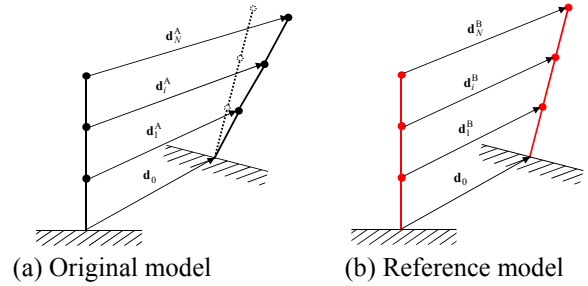 d_N^A
d_i^A
d_1^A
d_0
(a) Original model
d_N^B
d_i^B
d_1^B
d_0
(b) Reference model